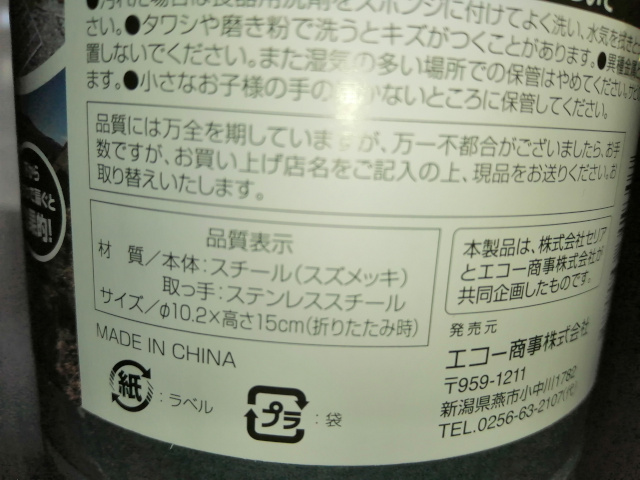 ●汚れた場合は食器用洗剤をスポンジに付けてよく洗い、水気を拭き
さい。●タワシや磨き粉で洗うとキズがつくことがあります。●異種金属
置しないでください。また湿気の多い場所での保管はやめてください。サビ
ます。●小さなお子様の手の届かないところに保管してください。
品質には万全を期していますが、万一不都合がございましたら、お手
数ですが、お買い上げ店名をご記入の上、現品をお送りください。お
取り替えいたします。
品質表示
材 質／本体：スチール（スズメッキ）
取っ手：ステンレススチール
サイズ／φ10.2×高さ15cm（折りたたみ時）
MADE IN CHINA
紙：ラベル
プラ：袋
本製品は、株式会社セリア
とエコー商事株式会社が
共同企画したものです。
発売元
エコー商事株式会社
〒959-1211
新潟県燕市小中川1782
TEL.0256-63-2107㈹